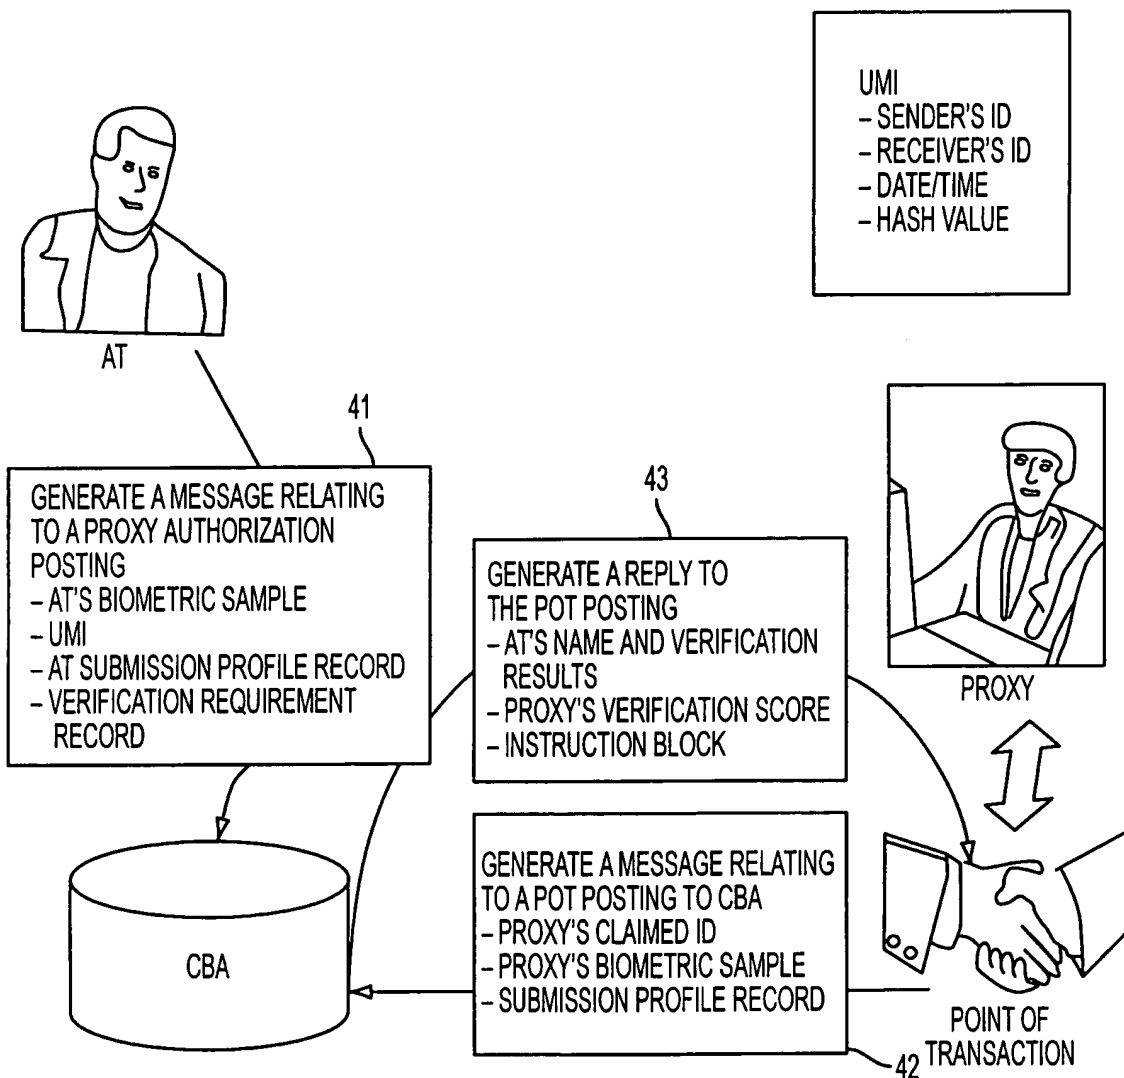 UMI
– SENDER'S ID
– RECEIVER'S ID
– DATE/TIME
– HASH VALUE
AT
41
GENERATE A MESSAGE RELATING
TO A PROXY AUTHORIZATION
POSTING
– AT'S BIOMETRIC SAMPLE
– UMI
– AT SUBMISSION PROFILE RECORD
– VERIFICATION REQUIREMENT
RECORD
43
GENERATE A REPLY TO
THE POT POSTING
– AT'S NAME AND VERIFICATION
RESULTS
– PROXY'S VERIFICATION SCORE
– INSTRUCTION BLOCK
PROXY
CBA
GENERATE A MESSAGE RELATING
TO A POT POSTING TO CBA
– PROXY'S CLAIMED ID
– PROXY'S BIOMETRIC SAMPLE
– SUBMISSION PROFILE RECORD
42
POINT OF
TRANSACTION